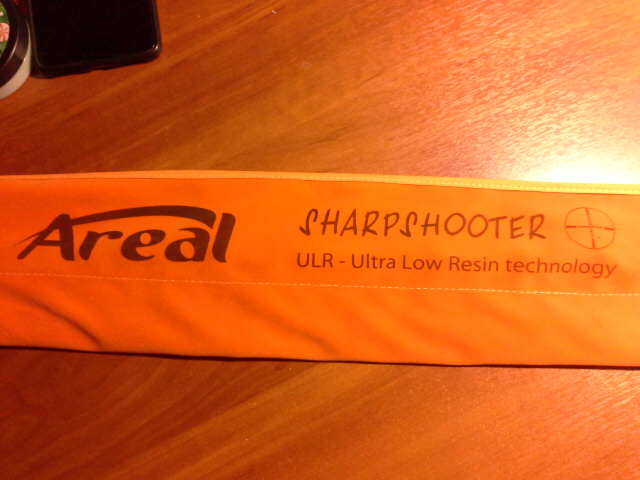 Areal
SHARPSHOOTER
ULR - Ultra Low Resin technology